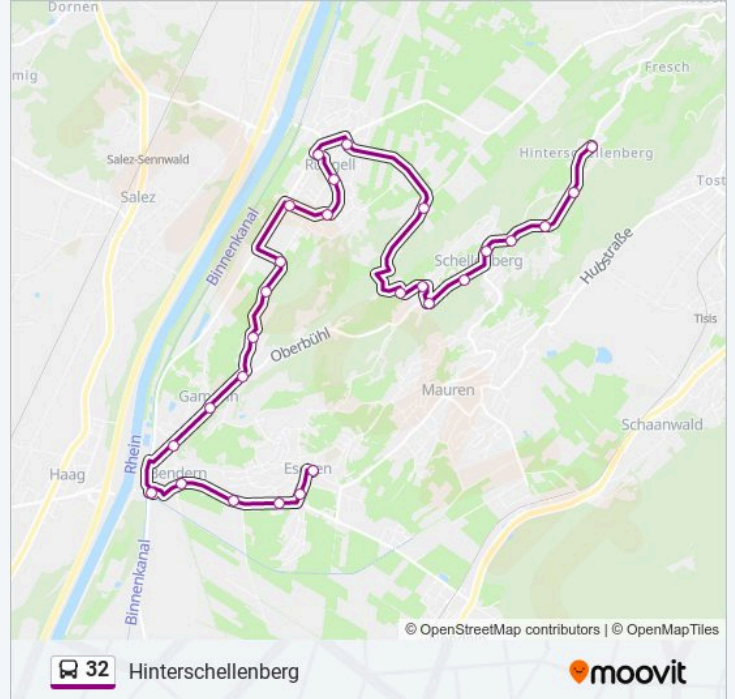 Dornen
Fresch
Salez-Sennwald
Hinterschellenberg
Salez
Binnenkanal
Schellenberg
Hubstraße
Tisis
Oberbühl
Mauren
Schaanwald
Rhein
Haag
Bendern
Binnenkanal
© OpenStreetMap contributors | © OpenMapTiles
32 Hinterschellenberg
moovit